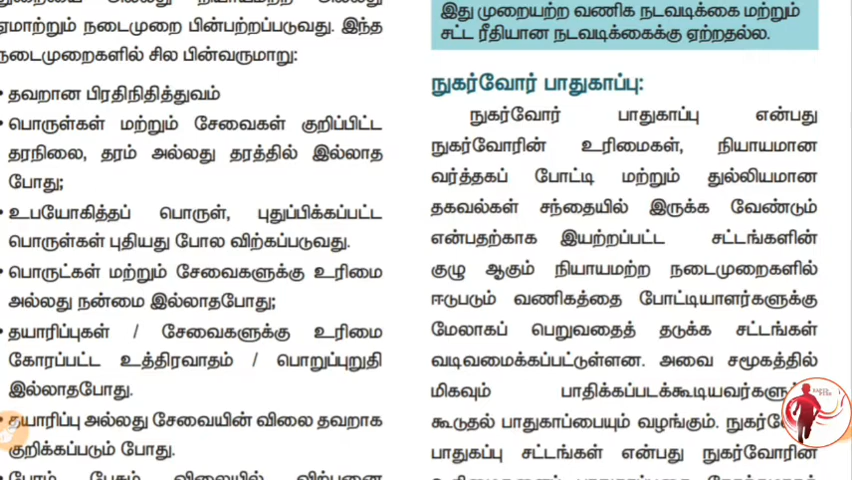 ஏமாற்றும் நடைமுறை பின்பற்றப்படுவது. இந்த
நடைமுறைகளில் சில பின்வருமாறு:
• தவறான பிரதிநிதித்துவம்
• பொருள்கள் மற்றும் சேவைகள் குறிப்பிட்ட
தரநிலை, தரம் அல்லது தரத்தில் இல்லாத
போது;
• உபயோகித்தப் பொருள், புதுப்பிக்கப்பட்ட
பொருள்கள் புதியது போல விற்கப்படுவது.
• பொருட்கள் மற்றும் சேவைகளுக்கு உரிமை
அல்லது நன்மை இல்லாதபோது;
• தயாரிப்புகள் / சேவைகளுக்கு உரிமை
கோரப்பட்ட உத்திரவாதம் / பொறுப்புறுதி
இல்லாதபோது.
• தயாரிப்பு அல்லது சேவையின் விலை தவறாக
குறிக்கப்படும் போது.
• பேரம் பேசும் விலையில் விற்பனை
இது முறையற்ற வணிக நடவடிக்கை மற்றும்
சட்ட ரீதியான நடவடிக்கைக்கு ஏற்றதல்ல.
நுகர்வோர் பாதுகாப்பு:
நுகர்வோர் பாதுகாப்பு என்பது
நுகர்வோரின் உரிமைகள், நியாயமான
வர்த்தகப் போட்டி மற்றும் துல்லியமான
தகவல்கள் சந்தையில் இருக்க வேண்டும்
என்பதற்காக இயற்றப்பட்ட சட்டங்களின்
குழு ஆகும் நியாயமற்ற நடைமுறைகளில்
ஈடுபடும் வணிகத்தை போட்டியாளர்களுக்கு
மேலாகப் பெறுவதைத் தடுக்க சட்டங்கள்
வடிவமைக்கப்பட்டுள்ளன. அவை சமூகத்தில்
மிகவும்
கூடுதல் பாதுகாப்பையும் வழங்கும்.
பாதுகப்பு சட்டங்கள் என்பது நுகர்வோரின்